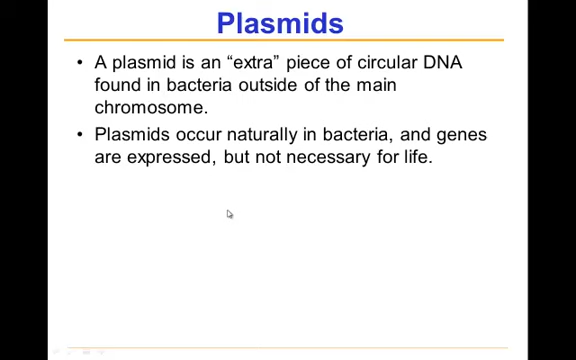 Plasmids
• A plasmid is an “extra” piece of circular DNA
found in bacteria outside of the main
chromosome.
• Plasmids occur naturally in bacteria, and genes
are expressed, but not necessary for life.